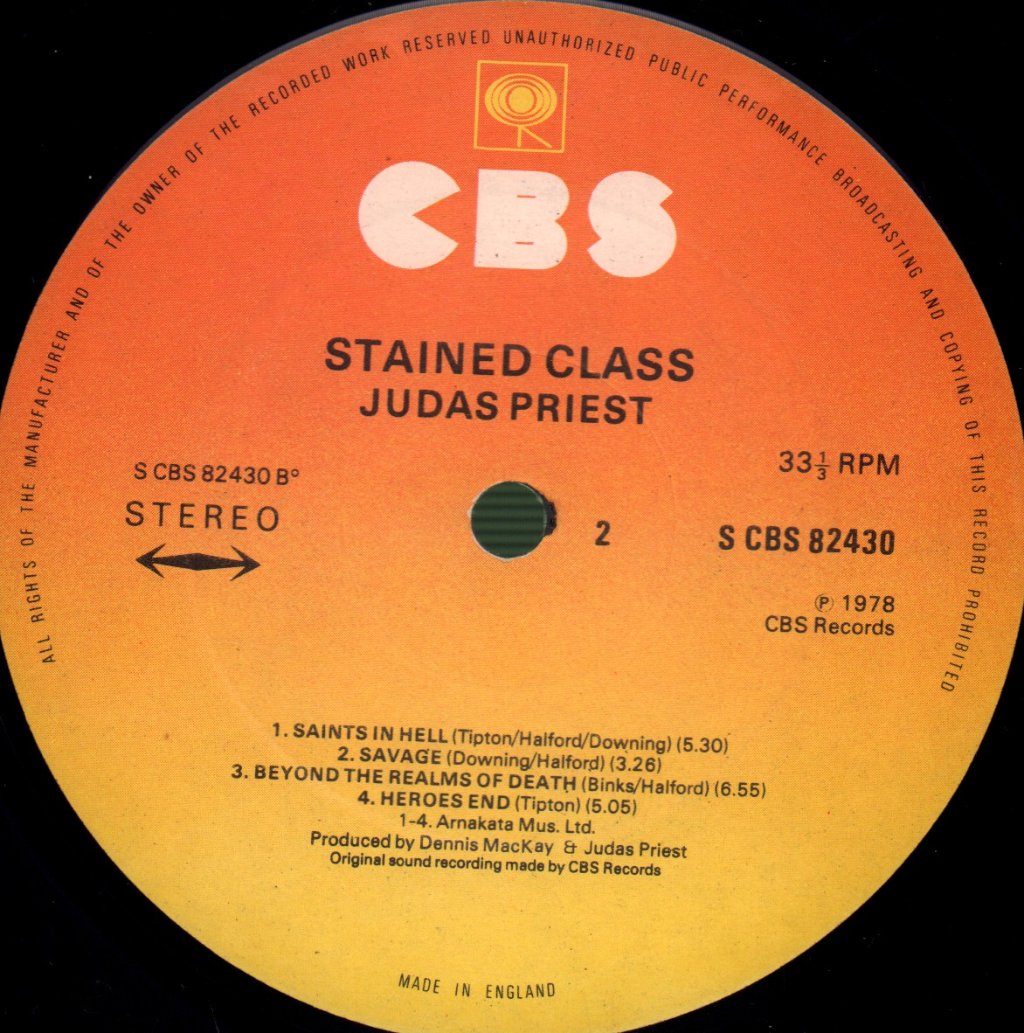 ALL RIGHTS OF THE MANUFACTURER AND OF THE OWNER OF THE RECORDED WORK RESERVED UNAUTHORIZED PUBLIC PERFORMANCE BROADCASTING AND COPYING OF THIS RECORD PROHIBITED
CBS
STAINED CLASS
JUDAS PRIEST
S CBS 82430 B°
STEREO
33⅓ RPM
2
S CBS 82430
℗ 1978
CBS Records
1. SAINTS IN HELL (Tipton/Halford/Downing) (5.30)
2. SAVAGE (Downing/Halford) (3.26)
3. BEYOND THE REALMS OF DEATH (Binks/Halford) (6.55)
4. HEROES END (Tipton) (5.05)
1-4. Arnakata Mus. Ltd.
Produced by Dennis MacKay & Judas Priest
Original sound recording made by CBS Records
MADE IN ENGLAND